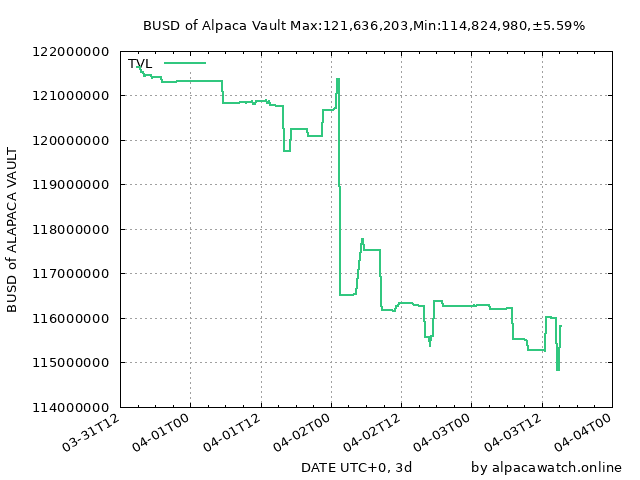 BUSD of Alpaca Vault Max:121,636,203,Min:114,824,980,±5.59%
122000000
TVL
121000000
120000000
119000000
118000000
117000000
116000000
115000000
114000000
BUSD of ALAPACA VAULT
03-31T12
04-01T00
04-01T12
04-02T00
04-02T12
04-03T00
04-03T12
04-04T00
DATE UTC+0, 3d
by alpacawatch.online